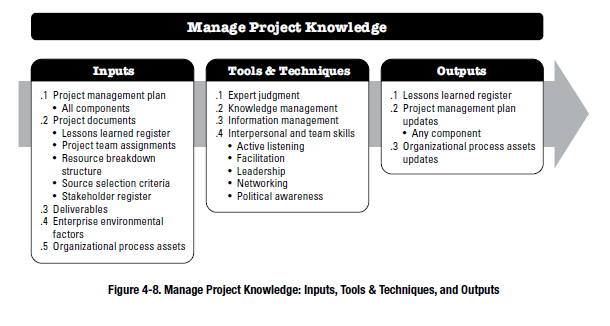 Manage Project Knowledge
Inputs
.1 Project management plan
• All components
.2 Project documents
• Lessons learned register
• Project team assignments
• Resource breakdown
structure
• Source selection criteria
• Stakeholder register
.3 Deliverables
.4 Enterprise environmental
factors
.5 Organizational process assets
Tools & Techniques
.1 Expert judgment
.2 Knowledge management
.3 Information management
.4 Interpersonal and team skills
• Active listening
• Facilitation
• Leadership
• Networking
• Political awareness
Outputs
.1 Lessons learned register
.2 Project management plan
updates
• Any component
.3 Organizational process assets
updates
Figure 4-8. Manage Project Knowledge: Inputs, Tools & Techniques, and Outputs